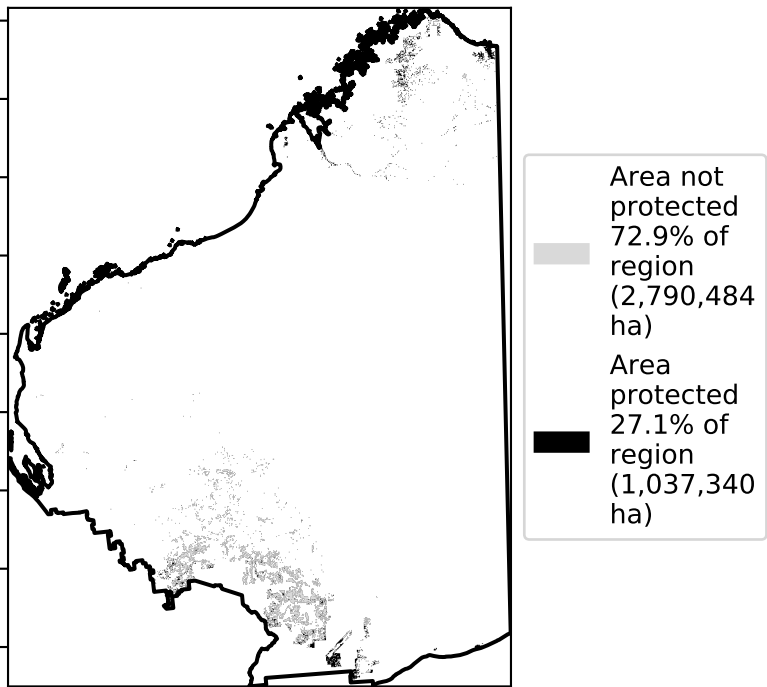 Area not
protected
72.9% of
region
(2,790,484
ha)
Area
protected
27.1% of
region
(1,037,340
ha)